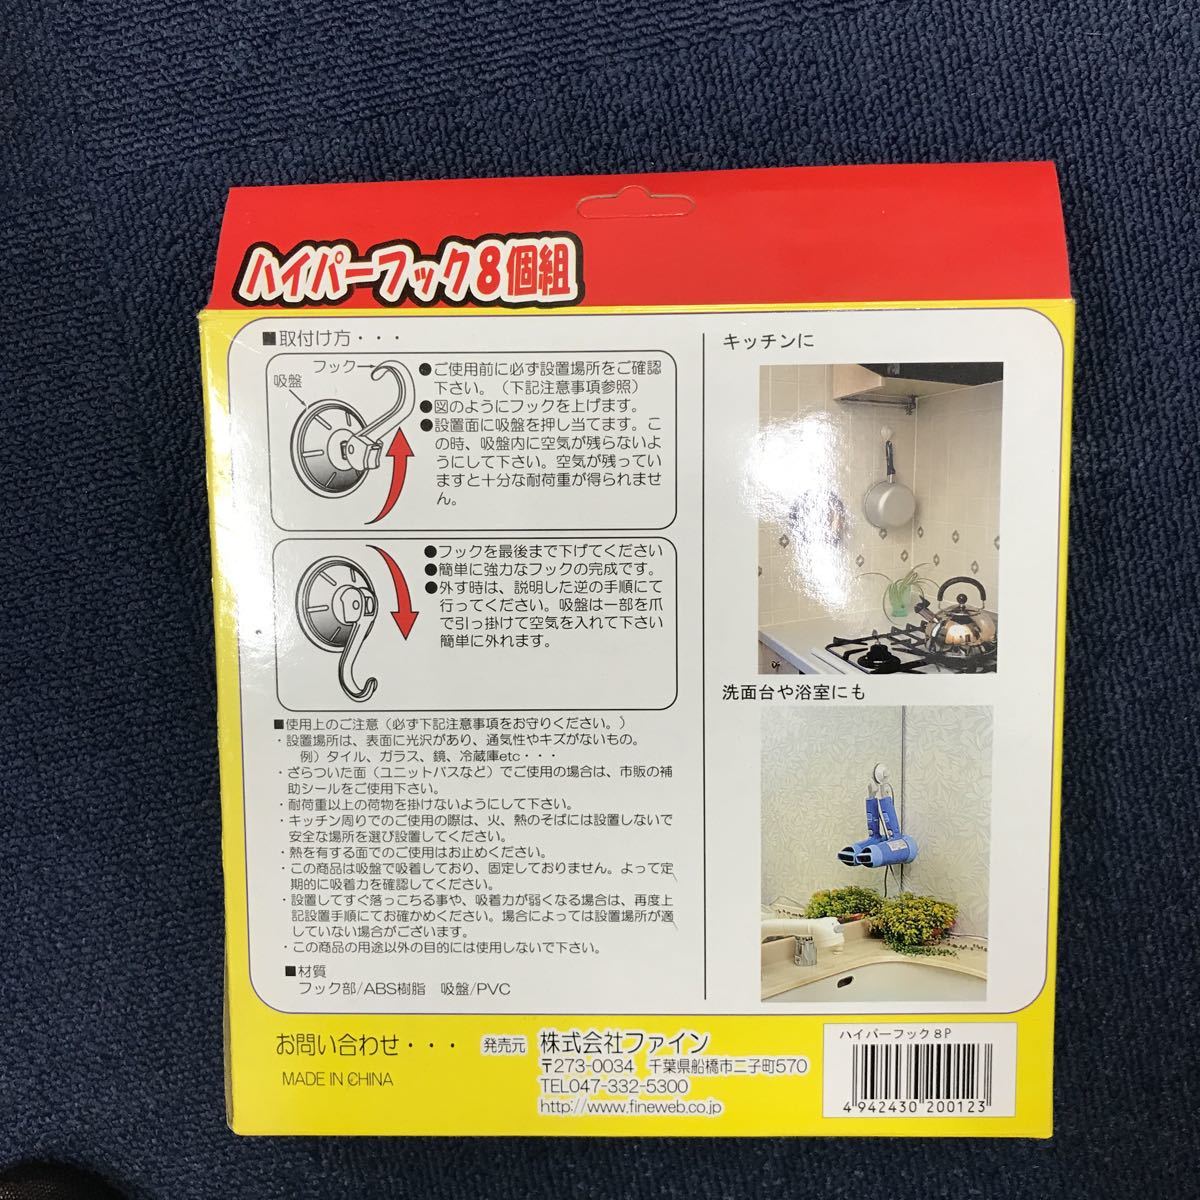 ハイパーフック8個組
■取付け方・・・
フック
吸盤
●ご使用前に必ず設置場所をご確認
下さい。（下記注意事項参照）
●図のようにフックを上げます。
●設置面に吸盤を押し当てます。こ
の時、吸盤内に空気が残らないよ
うにして下さい。空気が残ってい
ますと十分な耐荷重が得られませ
ん。
●フックを最後まで下げてください
●簡単に強力なフックの完成です。
●外す時は、説明した逆の手順にて
行ってください。吸盤は一部を爪
で引っ掛けて空気を入れて下さい
簡単に外れます。
■使用上のご注意（必ず下記注意事項をお守りください。）
・設置場所は、表面に光沢があり、通気性やキズがないもの。
例）タイル、ガラス、鏡、冷蔵庫etc・・・
・ざらついた面（ユニットバスなど）でご使用の場合は、市販の補
助シールをご使用下さい。
・耐荷重以上の荷物を掛けないようにして下さい。
・キッチン周りでのご使用の際は、火、熱のそばには設置しないで
安全な場所を選び設置してください。
・熱を有する面でのご使用はお止めください。
・この商品は吸盤で吸着しており、固定しておりません。よって定
期的に吸着力を確認してください。
・設置してすぐ落っこちる事や、吸着力が弱くなる場合は、再度上
記設置手順にてお確かめください。場合によっては設置場所が適
していない場合がございます。
・この商品の用途以外の目的には使用しないで下さい。
■材質
フック部/ABS樹脂　吸盤/PVC
キッチンに
洗面台や浴室にも
お問い合わせ・・・
MADE IN CHINA
発売元　株式会社ファイン
〒273-0034　千葉県船橋市二子町570
TEL047-332-5300
http://www.fineweb.co.jp
ハイパーフック8P
4 942430 200123